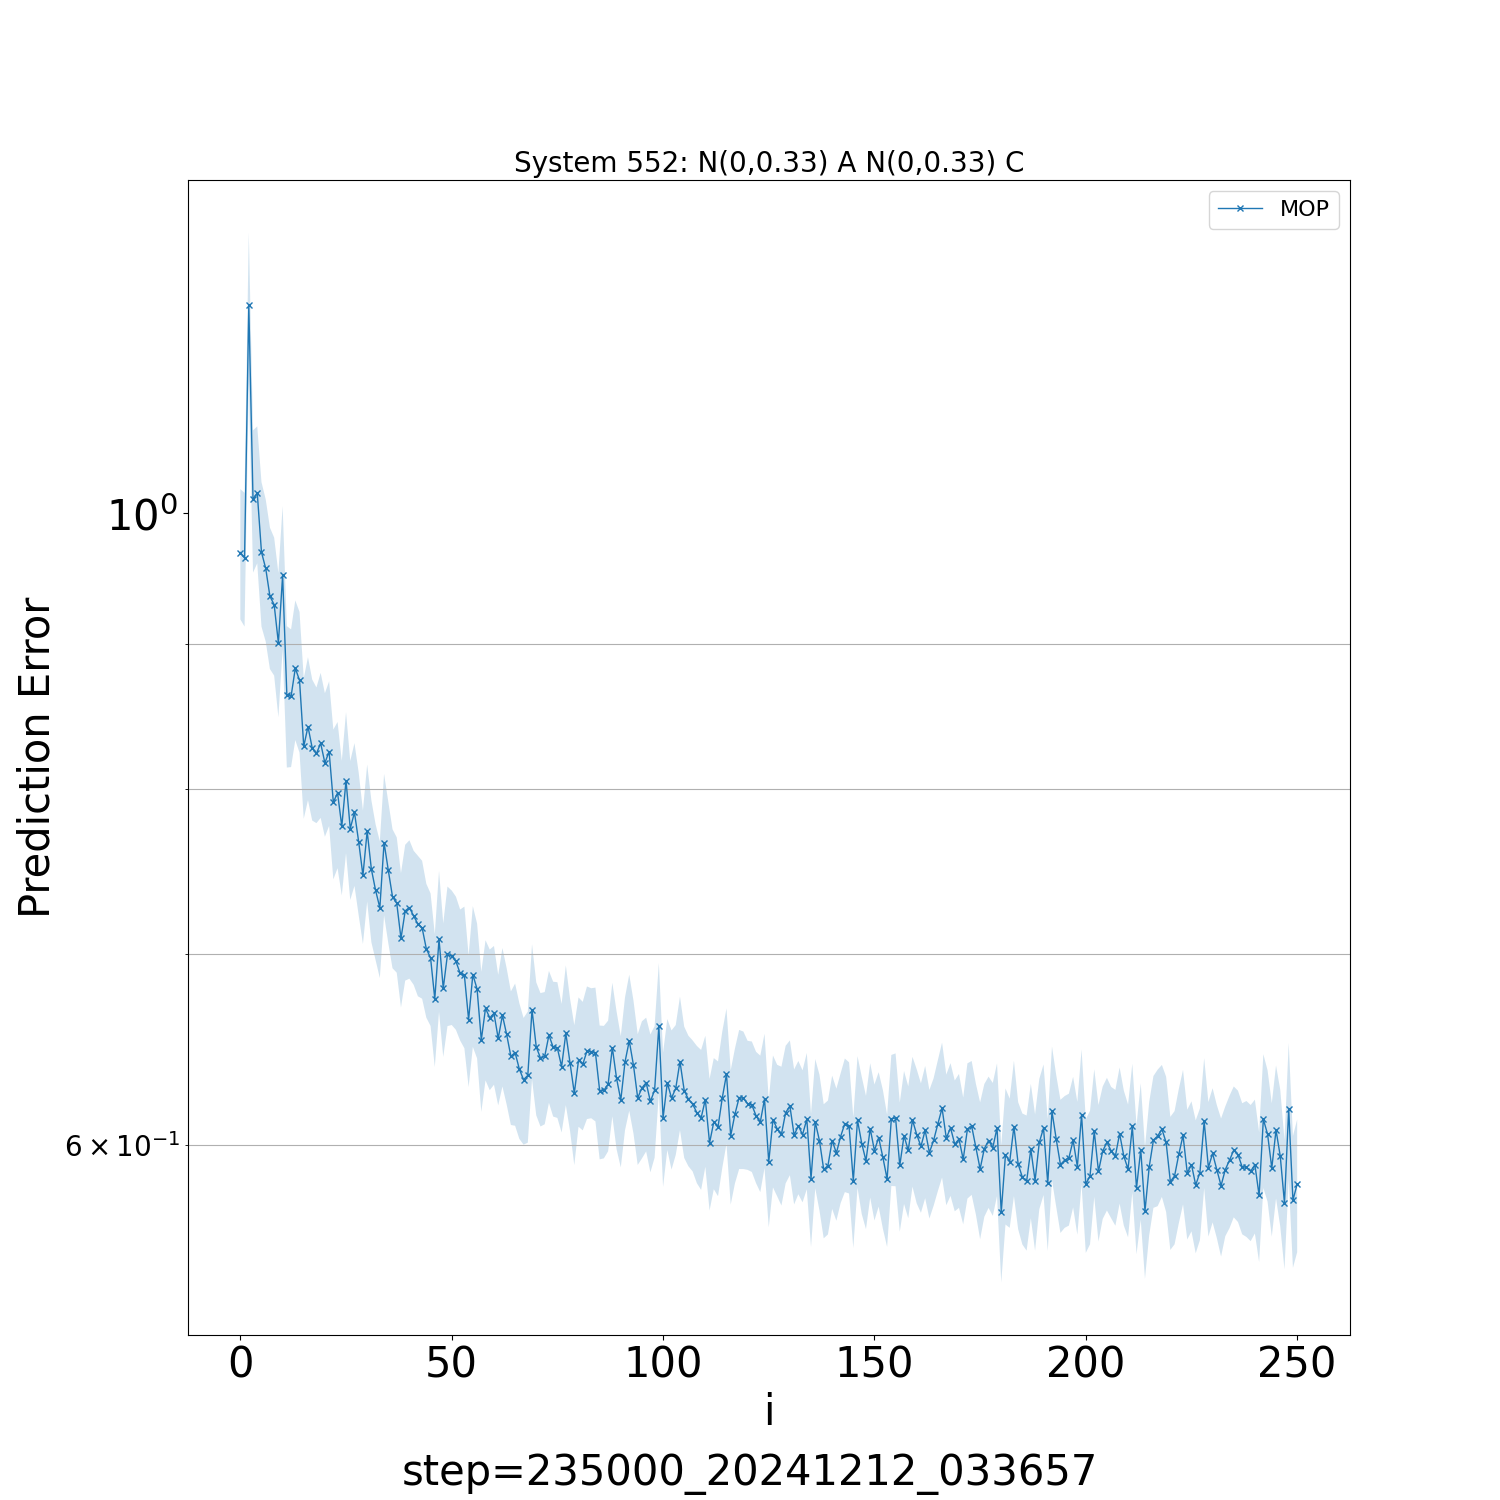 System 552: N(0,0.33) A N(0,0.33) C
MOP
10⁰
6 × 10⁻¹
Prediction Error
0 50 100 150 200 250
i
step=235000_20241212_033657